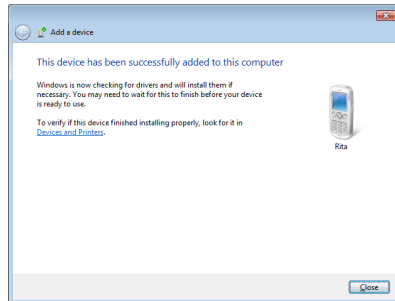 Add a device
This device has been successfully added to this computer
Windows is now checking for drivers and will install them if
necessary. You may need to wait for this to finish before your device
is ready to use.
To verify if this device finished installing properly, look for it in
Devices and Printers.
Rita
Close